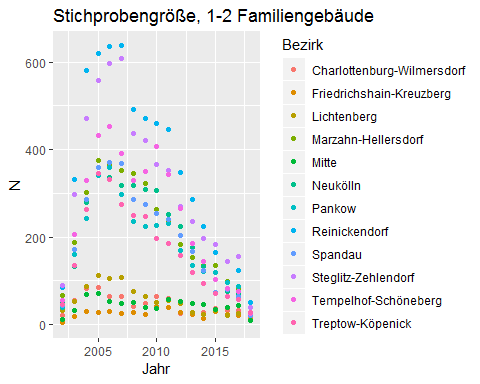 Stichprobengröße, 1-2 Familiengebäude
600
400
200
0
N
2005
2010
2015
Jahr
Bezirk
Charlottenburg-Wilmersdorf
Friedrichshain-Kreuzberg
Lichtenberg
Marzahn-Hellersdorf
Mitte
Neukölln
Pankow
Reinickendorf
Spandau
Steglitz-Zehlendorf
Tempelhof-Schöneberg
Treptow-Köpenick